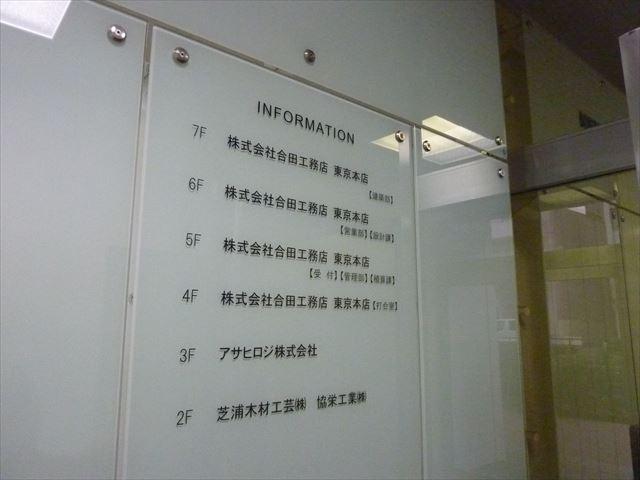 INFORMATION
7F 株式会社合田工務店 東京本店
【建築部】
6F 株式会社合田工務店 東京本店
【営業部】【設計課】
5F 株式会社合田工務店 東京本店
【受 付】【管理部】【積算課】
4F 株式会社合田工務店 東京本店【打合室】
3F アサヒロジ株式会社
2F 芝浦木材工芸㈱ 協栄工業㈱